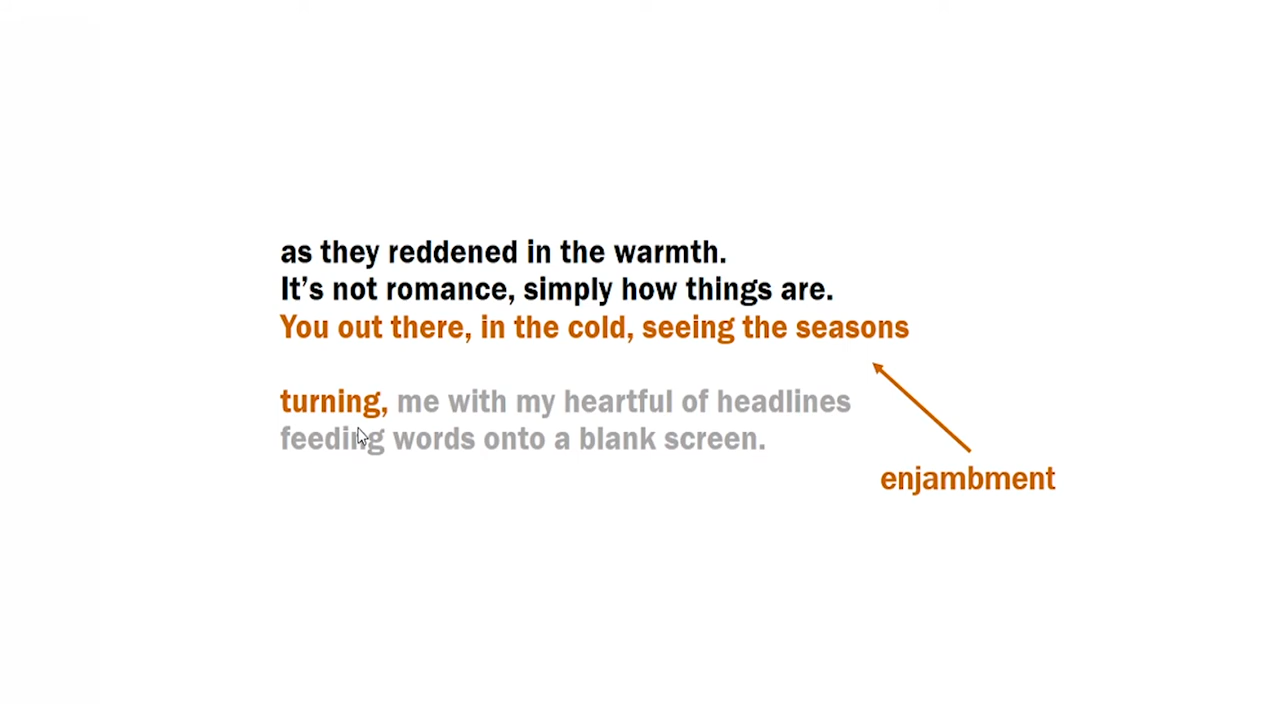 as they reddened in the warmth.
It’s not romance, simply how things are.
You out there, in the cold, seeing the seasons
turning, me with my heartful of headlines
feeding words onto a blank screen.
enjambment